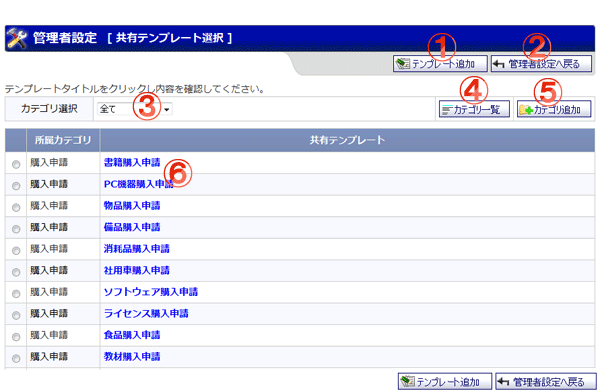 管理者設定 [ 共有テンプレート選択 ]
① ②
テンプレート追加 管理者設定へ戻る
テンプレートタイトルをクリックし内容を確認してください。
カテゴリ選択 全て ③ ④ カテゴリ一覧 ⑤ カテゴリ追加
所属カテゴリ 共有テンプレート
購入申請 書籍購入申請 ⑥
購入申請 PC機器購入申請
購入申請 物品購入申請
購入申請 備品購入申請
購入申請 消耗品購入申請
購入申請 社用車購入申請
購入申請 ソフトウェア購入申請
購入申請 ライセンス購入申請
購入申請 食品購入申請
購入申請 教材購入申請
テンプレート追加 管理者設定へ戻る